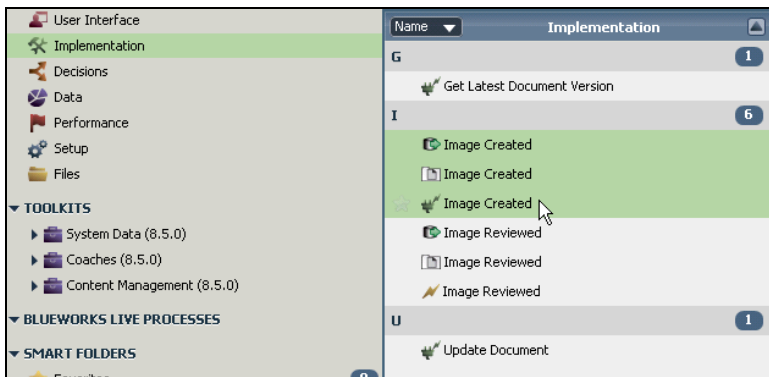 User Interface
Implementation
Decisions
Data
Performance
Setup
Files
TOOLKITS
System Data (8.5.0)
Coaches (8.5.0)
Content Management (8.5.0)
BLUEWORKS LIVE PROCESSES
SMART FOLDERS
Name
Implementation
G 1
Get Latest Document Version
I 6
Image Created
Image Created
Image Created
Image Reviewed
Image Reviewed
Image Reviewed
U 1
Update Document